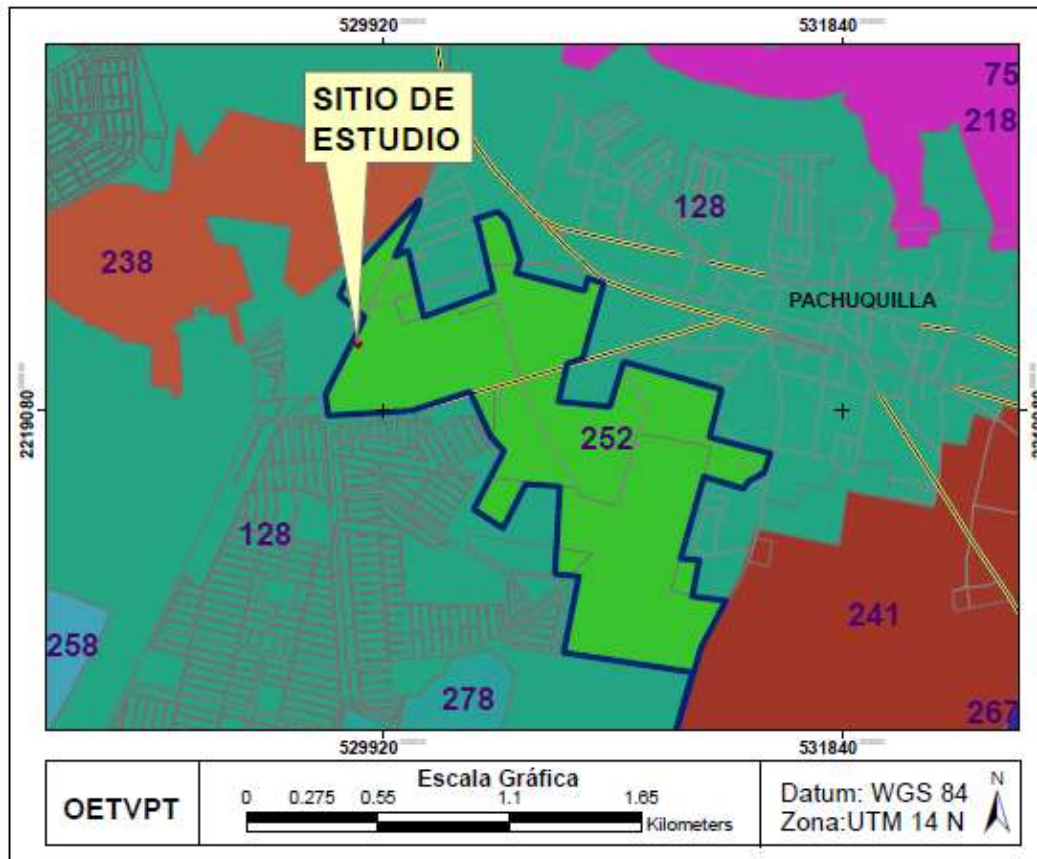 529920
531840
SITIO DE
ESTUDIO
75
218
128
238
PACHUQUILLA
2219080
2219080
252
128
241
258
278
267
529920
531840
OETVPT
Escala Gráfica
0 0.275 0.55 1.1 1.65
Kilometers
Datum: WGS 84
Zona:UTM 14 N
N